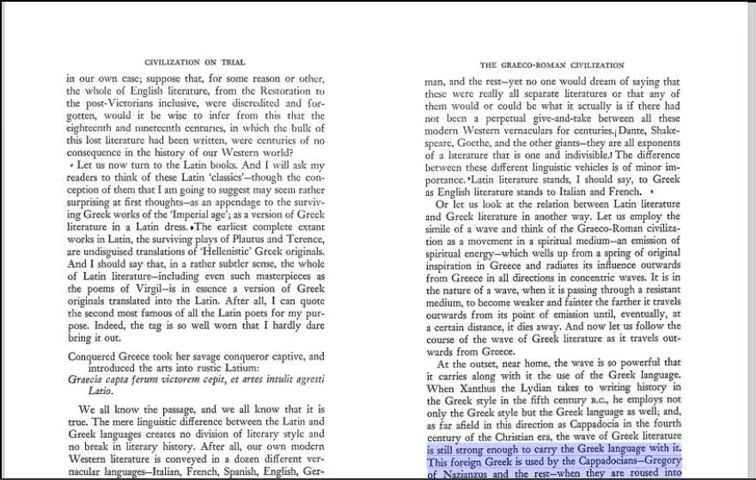 CIVILIZATION ON TRIAL
in our own case; suppose that, for some reason or other,
the whole of English literature, from the Restoration to
the post-Victorians inclusive, were discredited and for-
gotten, would it be wise to infer from this that the
eighteenth and nineteenth centuries, in which the bulk of
this lost literature had been written, were centuries of no
consequence in the history of our Western world?
Let us now turn to the Latin books. And I will ask my
readers to think of these Latin 'classics'—though the con-
ception of them that I am going to suggest may seem rather
surprising at first thoughts—as an appendage to the surviv-
ing Greek works of the 'Imperial age'; as a version of Greek
literature in a Latin dress. The earliest complete extant
works in Latin, the surviving plays of Plautus and Terence,
are undisguised translations of 'Hellenistic' Greek originals.
And I should say that, in a rather subtler sense, the whole
of Latin literature—including even such masterpieces as
the poems of Virgil—is in essence a version of Greek
originals translated into the Latin. After all, I can quote
the second most famous of all the Latin poets for my pur-
pose. Indeed, the tag is so well worn that I hardly dare
bring it out.
Conquered Greece took her savage conqueror captive, and
introduced the arts into rustic Latium:
Graecia capta ferum victorem cepit, et artes intulit agresti
Latio.
We all know the passage, and we all know that it is
true. The mere linguistic difference between the Latin and
Greek languages creates no division of literary style and
no break in literary history. After all, our own modern
Western literature is conveyed in a dozen different ver-
nacular languages—Italian, French, Spanish, English, Ger-
THE GRAECO-ROMAN CIVILIZATION
man, and the rest—yet no one would dream of saying that
these were really all separate literatures or that any of
them would or could be what it actually is if there had
not been a perpetual give-and-take between all these
modern Western vernaculars for centuries. Dante, Shake-
speare, Goethe, and the other giants—they are all exponents
of a literature that is one and indivisible. The difference
between these different linguistic vehicles is of minor im-
portance. Latin literature stands, I should say, to Greek
as English literature stands to Italian and French.
Or let us look at the relation between Latin literature
and Greek literature in another way. Let us employ the
simile of a wave and think of the Graeco-Roman civiliza-
tion as a movement in a spiritual medium—an emission of
spiritual energy—which wells up from a spring of original
inspiration in Greece and radiates its influence outwards
from Greece in all directions in concentric waves. It is in
the nature of a wave, when it is passing through a resistant
medium, to become weaker and fainter the farther it travels
outwards from its point of emission until, eventually, at
a certain distance, it dies away. And now let us follow the
course of the wave of Greek literature as it travels out-
wards from Greece.
At the outset, near home, the wave is so powerful that
it carries along with it the use of the Greek language.
When Xanthus the Lydian takes to writing history in
the Greek style in the fifth century B.C., he employs not
only the Greek style but the Greek language as well; and,
as far afield in this direction as Cappadocia in the fourth
century of the Christian era, the wave of Greek literature
is still strong enough to carry the Greek language with it.
This foreign Greek is used by the Cappadocians—Gregory
of Nazianzus and the rest—when they are roused into